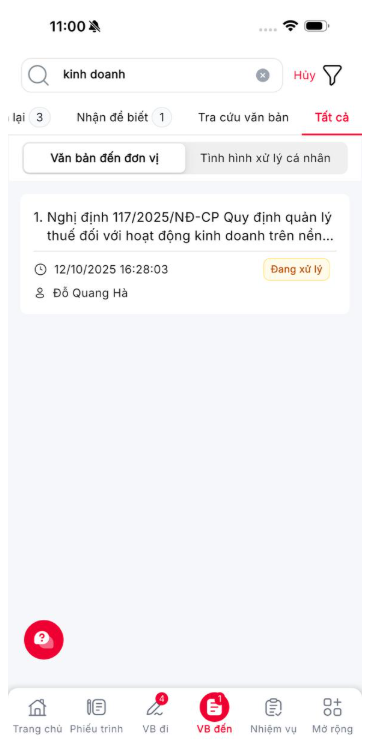 11:00
kinh doanh
Hủy
lại 3 Nhận để biết 1 Tra cứu văn bản Tất cả
Văn bản đến đơn vị Tình hình xử lý cá nhân
1. Nghị định 117/2025/NĐ-CP Quy định quản lý
thuế đối với hoạt động kinh doanh trên nền...
12/10/2025 16:28:03 Đang xử lý
Đỗ Quang Hà
?
4 1
Trang chủ Phiếu trình VB đi VB đến Nhiệm vụ Mở rộng